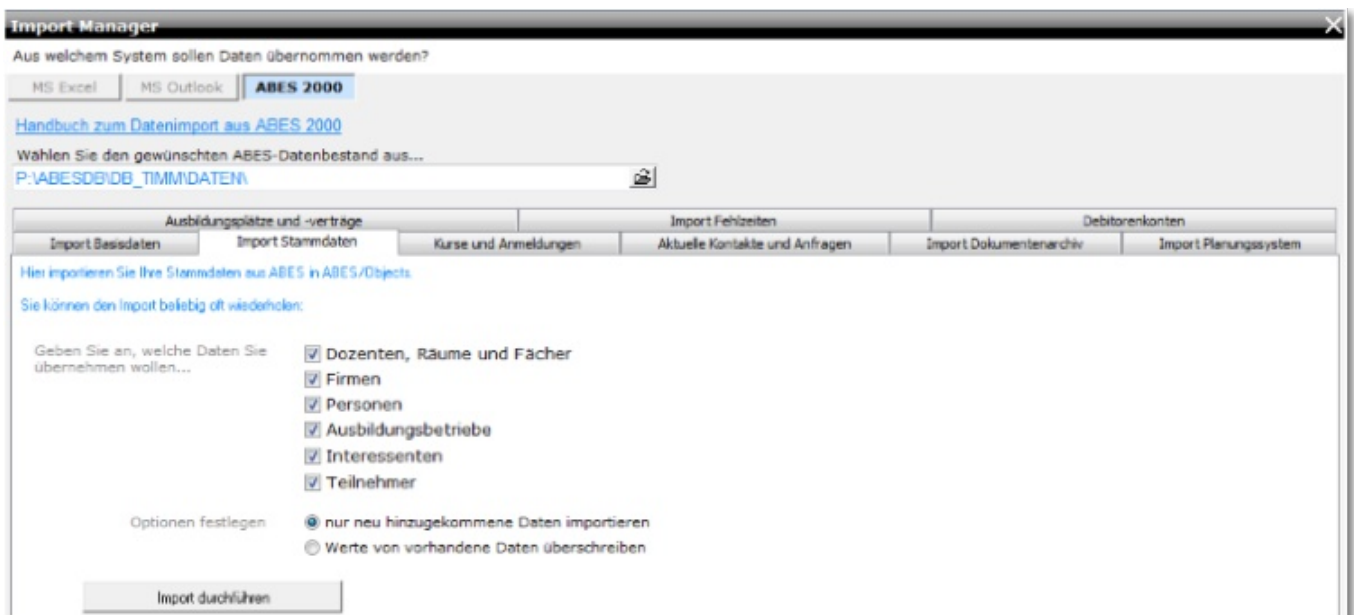 Import Manager
Aus welchem System sollen Daten übernommen werden?
MS Excel MS Outlook ABES 2000
Handbuch zum Datenimport aus ABES 2000
Wählen Sie den gewünschten ABES-Datenbestand aus...
P:\ABESDB\DB_TIMM\DATEN\
Ausbildungsplätze und -verträge Import Fehlzeiten Debitorenkonten
Import Basisdaten Import Stammdaten Kurse und Anmeldungen Aktuelle Kontakte und Anfragen Import Dokumentenarchiv Import Planungssystem
Hier importieren Sie Ihre Stammdaten aus ABES in ABES/Objects.
Sie können den Import beliebig oft wiederholen:
Geben Sie an, welche Daten Sie
übernehmen wollen...
Dozenten, Räume und Fächer
Firmen
Personen
Ausbildungsbetriebe
Interessenten
Teilnehmer
Optionen festlegen
nur neu hinzugekommene Daten importieren
Werte von vorhandene Daten überschreiben
Import durchführen